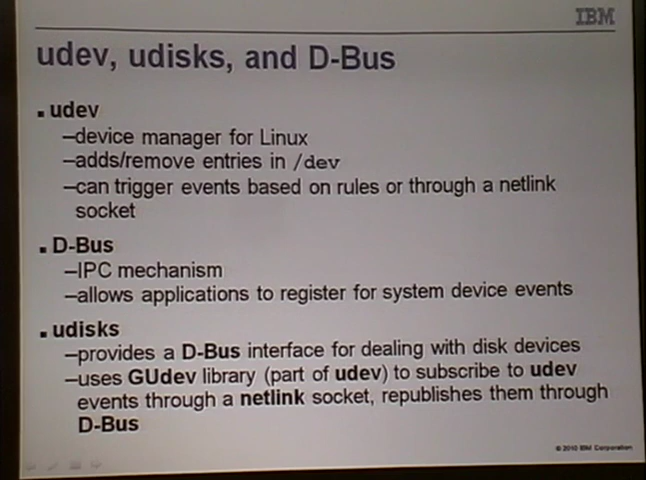 IBM
udev, udisks, and D-Bus
▪ udev
–device manager for Linux
–adds/remove entries in /dev
–can trigger events based on rules or through a netlink
socket
▪ D-Bus
–IPC mechanism
–allows applications to register for system device events
▪ udisks
–provides a D-Bus interface for dealing with disk devices
–uses GUdev library (part of udev) to subscribe to udev
events through a netlink socket, republishes them through
D-Bus
© 2010 IBM Corporation